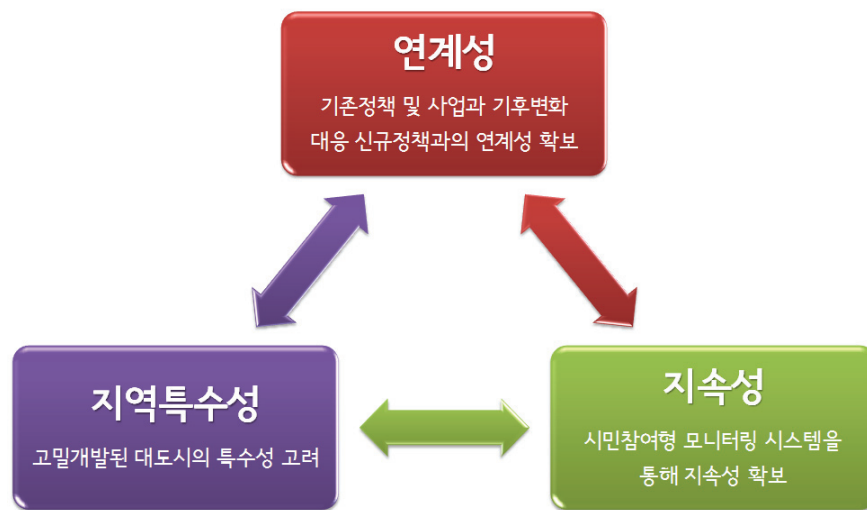 연계성
기존정책 및 사업과 기후변화
대응 신규정책과의 연계성 확보
지역특수성
고밀개발된 대도시의 특수성 고려
지속성
시민참여형 모니터링 시스템을
통해 지속성 확보